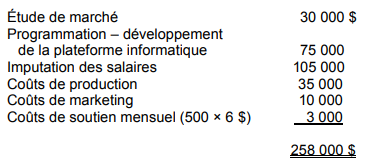 Étude de marché 30 000 $
Programmation – développement
de la plateforme informatique 75 000
Imputation des salaires 105 000
Coûts de production 35 000
Coûts de marketing 10 000
Coûts de soutien mensuel (500 × 6 $) 3 000
258 000 $